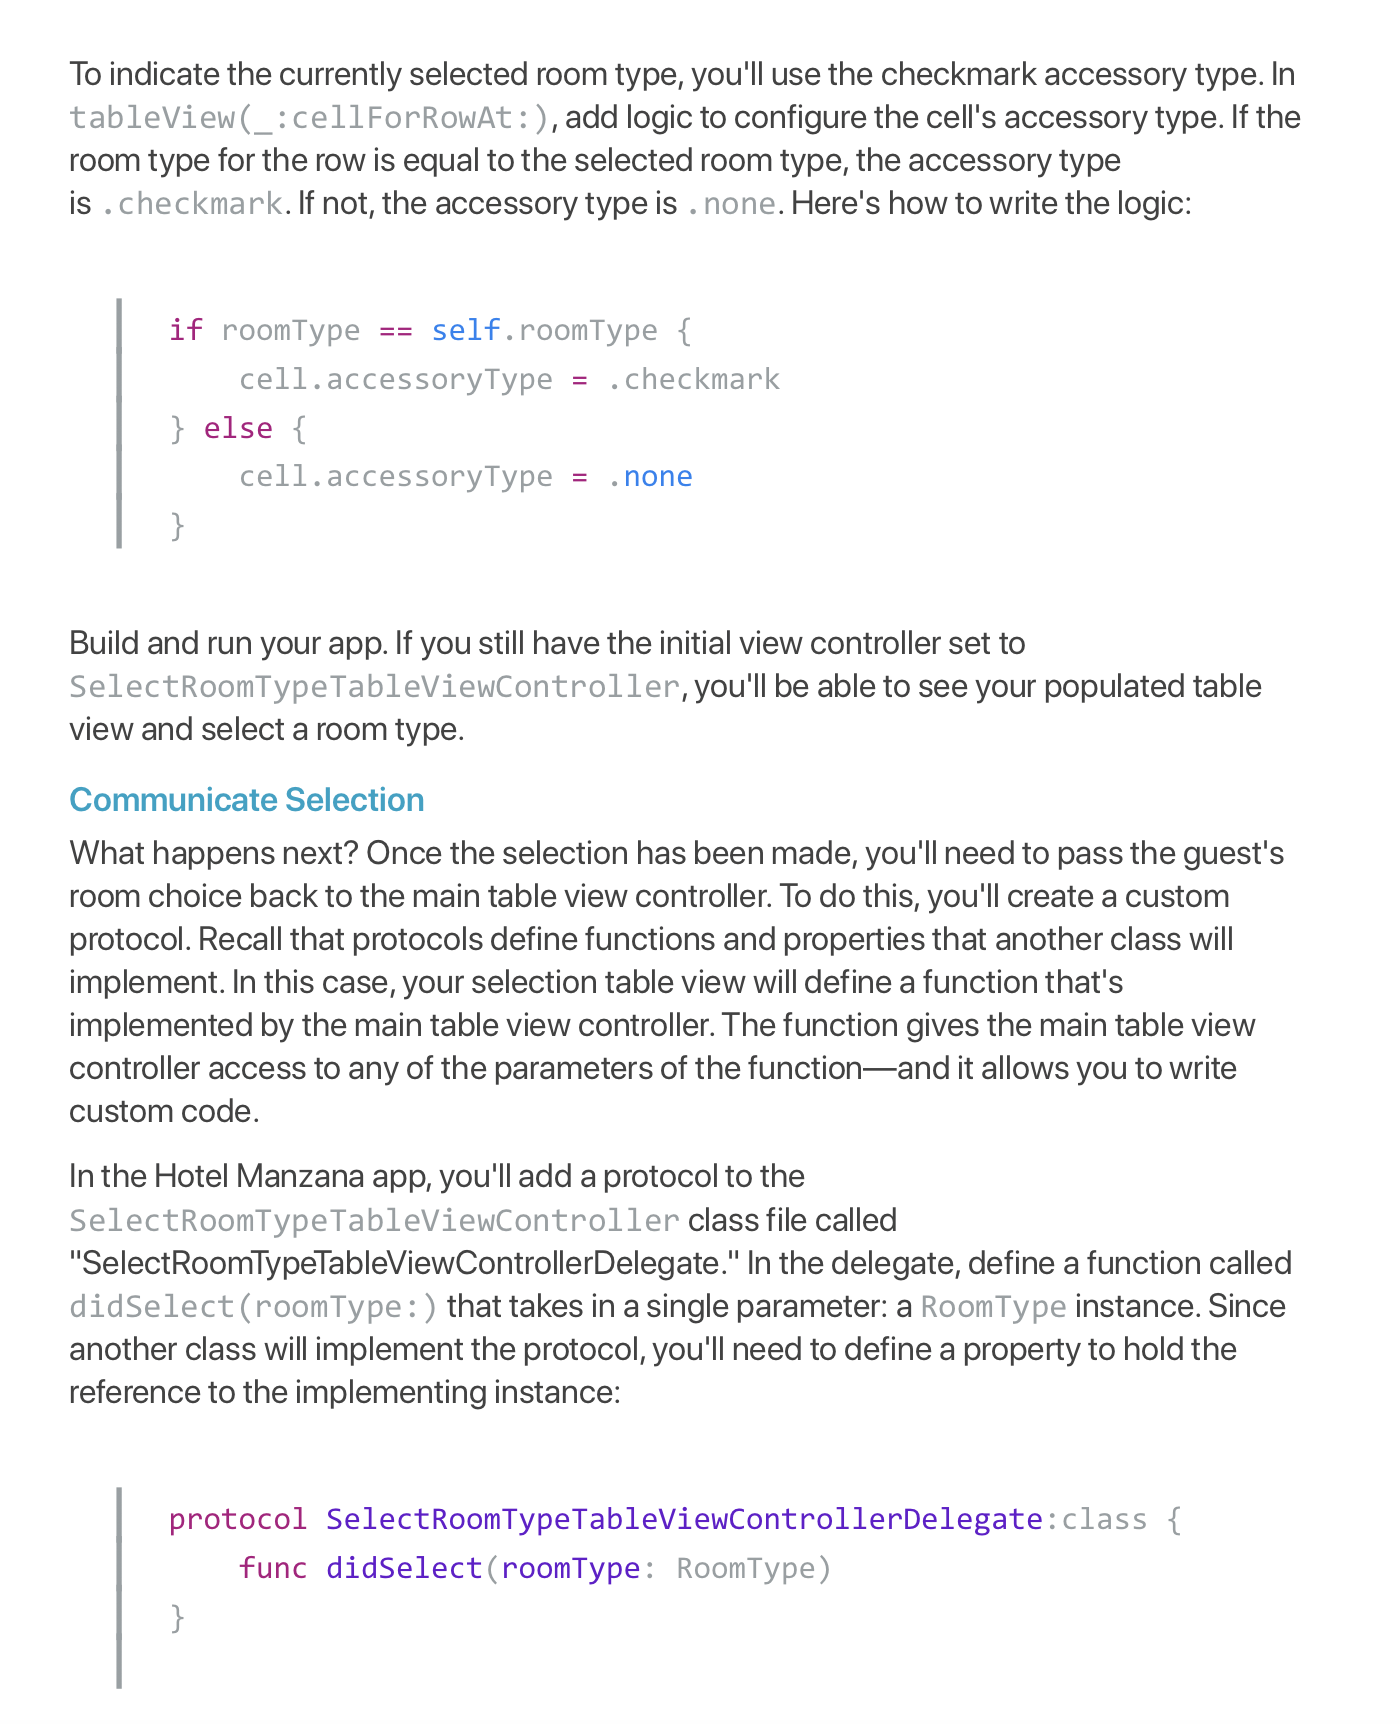 To indicate the currently selected room type, you'll use the checkmark accessory type. In
tableView(_:cellForRowAt:), add logic to configure the cell's accessory type. If the
room type for the row is equal to the selected room type, the accessory type
is .checkmark. If not, the accessory type is .none. Here's how to write the logic:
if roomType == self.roomType {
    cell.accessoryType = .checkmark
} else {
    cell.accessoryType = .none
}
Build and run your app. If you still have the initial view controller set to
SelectRoomTypeTableViewController, you'll be able to see your populated table
view and select a room type.
Communicate Selection
What happens next? Once the selection has been made, you'll need to pass the guest's
room choice back to the main table view controller. To do this, you'll create a custom
protocol. Recall that protocols define functions and properties that another class will
implement. In this case, your selection table view will define a function that's
implemented by the main table view controller. The function gives the main table view
controller access to any of the parameters of the function—and it allows you to write
custom code.
In the Hotel Manzana app, you'll add a protocol to the
SelectRoomTypeTableViewController class file called
"SelectRoomTypeTableViewControllerDelegate." In the delegate, define a function called
didSelect(roomType:) that takes in a single parameter: a RoomType instance. Since
another class will implement the protocol, you'll need to define a property to hold the
reference to the implementing instance:
protocol SelectRoomTypeTableViewControllerDelegate:class {
    func didSelect(roomType: RoomType)
}